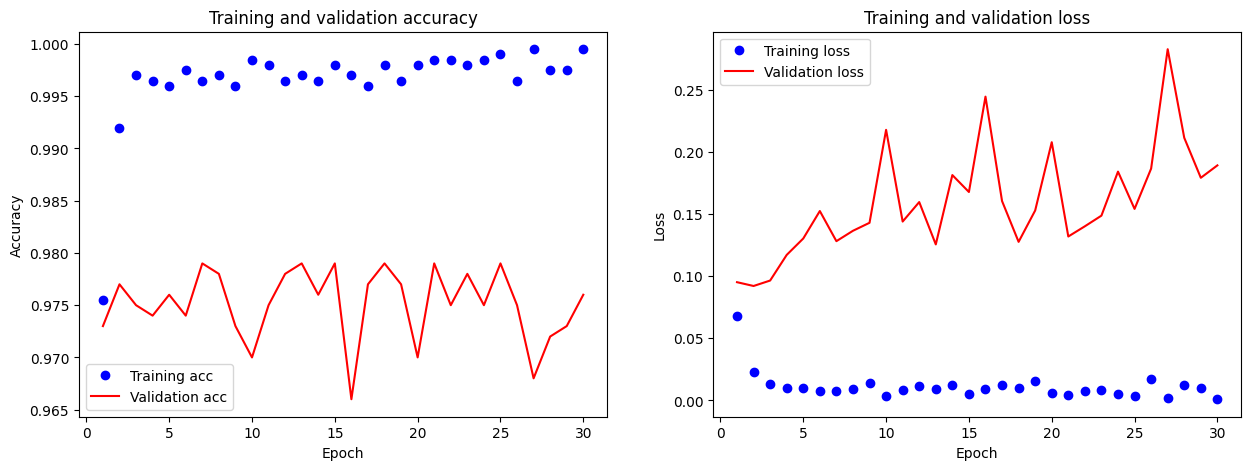 Training and validation accuracy
1.000
0.995
0.990
0.985
0.980
0.975
0.970
0.965
Accuracy
Training acc
Validation acc
0 5 10 15 20 25 30
Epoch
Training and validation loss
Training loss
Validation loss
0.25
0.20
0.15
0.10
0.05
0.00
Loss
0 5 10 15 20 25 30
Epoch